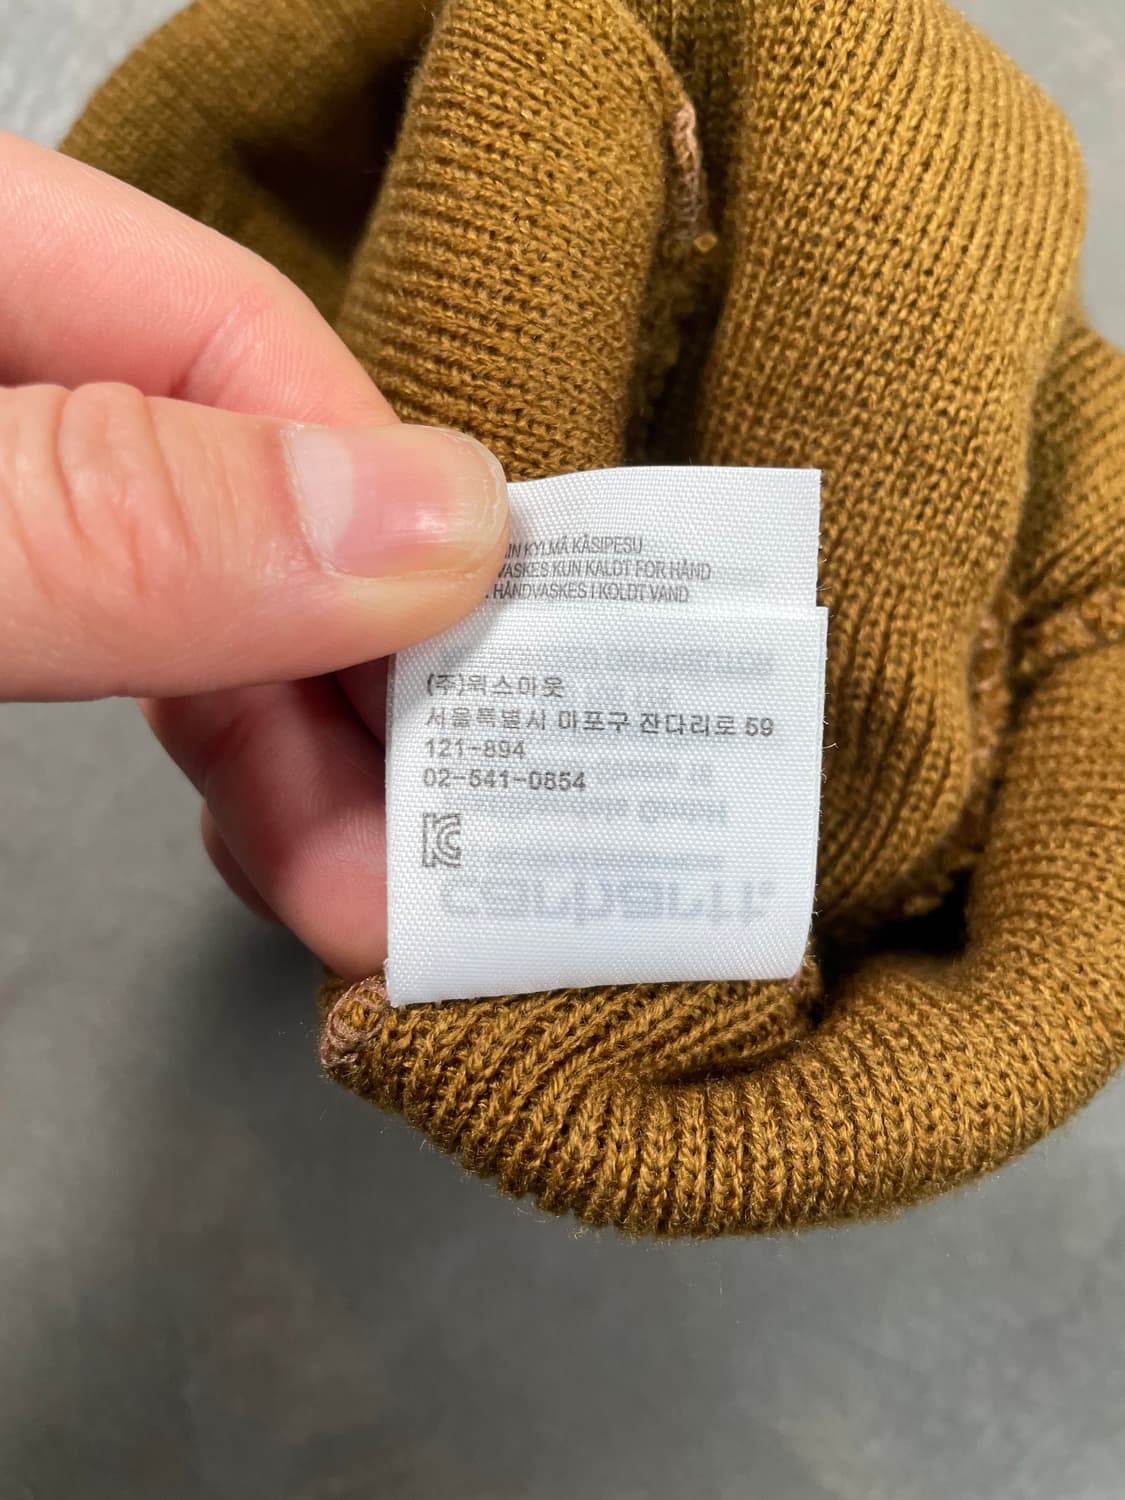 KYLMÄ KÄSIPESU
VASKES KUN KALDT FOR HÅND
HÅNDVASKES I KOLDT VAND
(주)웍스아웃
서울특별시 마포구 잔다리로 59
121-894
02-541-0854
KC
carhartt